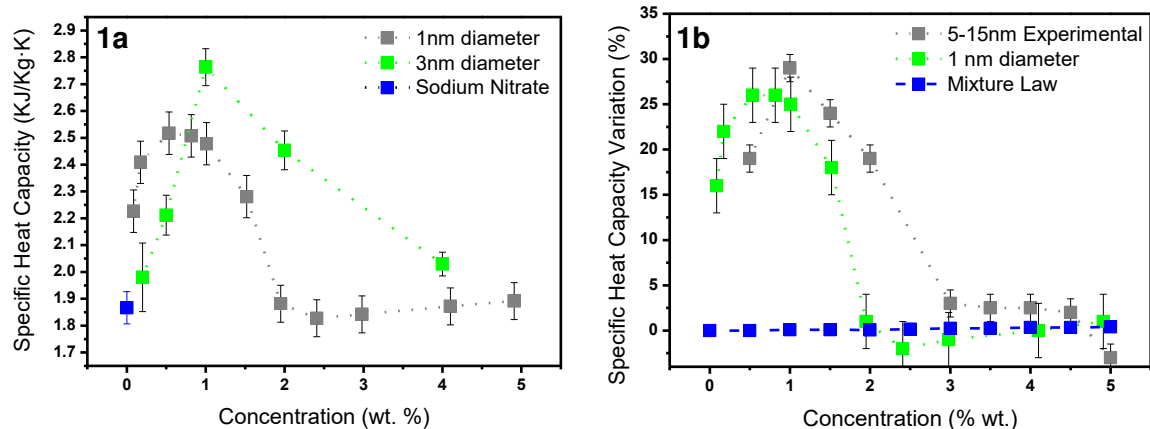 1a
1nm diameter
3nm diameter
Sodium Nitrate
Specific Heat Capacity (KJ/Kg·K)
2.9
2.8
2.7
2.6
2.5
2.4
2.3
2.2
2.1
2.0
1.9
1.8
1.7
0 1 2 3 4 5
Concentration (wt. %)
1b
5-15nm Experimental
1 nm diameter
Mixture Law
Specific Heat Capacity Variation (%)
35
30
25
20
15
10
5
0
0 1 2 3 4 5
Concentration (% wt.)